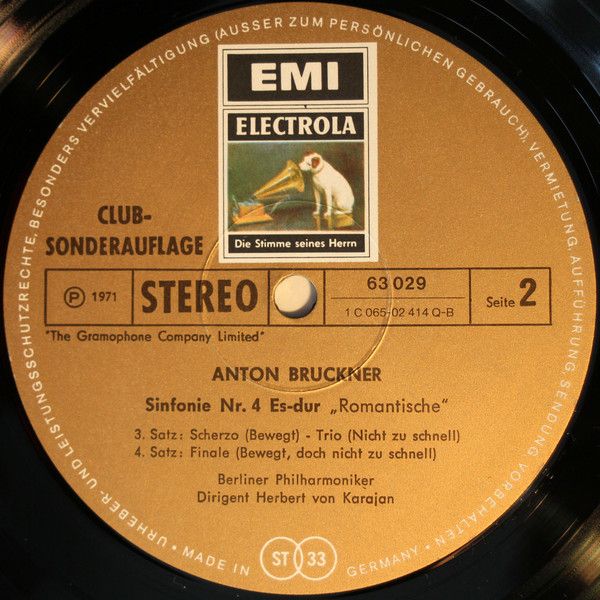 URHEBER- UND LEISTUNGSSCHUTZRECHTE, BESONDERS VERVIELFÄLTIGUNG (AUSSER ZUM PERSÖNLICHEN GEBRAUCH), VERMIETUNG, AUFFÜHRUNG, SENDUNG VORBEHALTEN •
EMI
ELECTROLA
Die Stimme seines Herrn
CLUB-
SONDERAUFLAGE
Ⓟ 1971 STEREO 63 029 Seite 2
1 C 065-02 414 Q-B
"The Gramophone Company Limited"
ANTON BRUCKNER
Sinfonie Nr. 4 Es-dur „Romantische“
3. Satz: Scherzo (Bewegt) - Trio (Nicht zu schnell)
4. Satz: Finale (Bewegt, doch nicht zu schnell)
Berliner Philharmoniker
Dirigent Herbert von Karajan
• MADE IN ST 33 GERMANY •